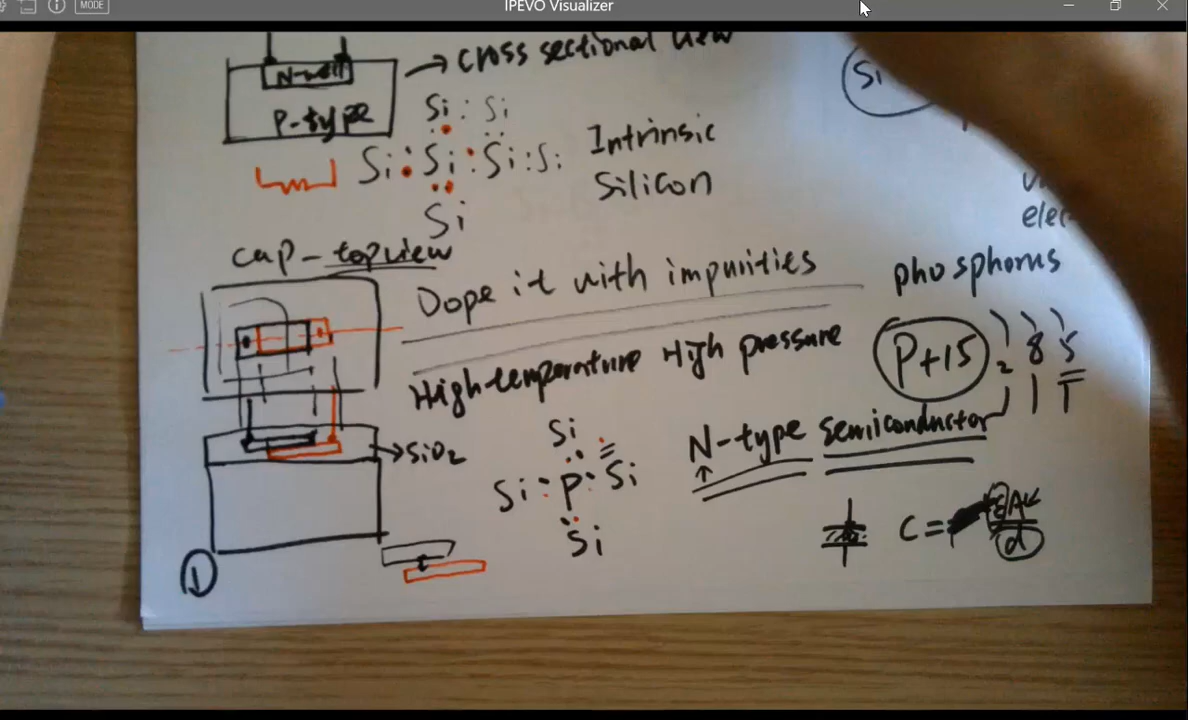 MODE
IPEVO Visualizer
N-well
P-type
cross sectional view
Si : Si
Si : Si : Si : Si
Si
Intrinsic
Silicon
Si
cap - top view
Dope it with impurities
High-temperature High pressure
SiO2
1
Si
Si : P : Si
Si
elec
phosphorus
P+15
2 8 5
N-type semiconductor
C =
d